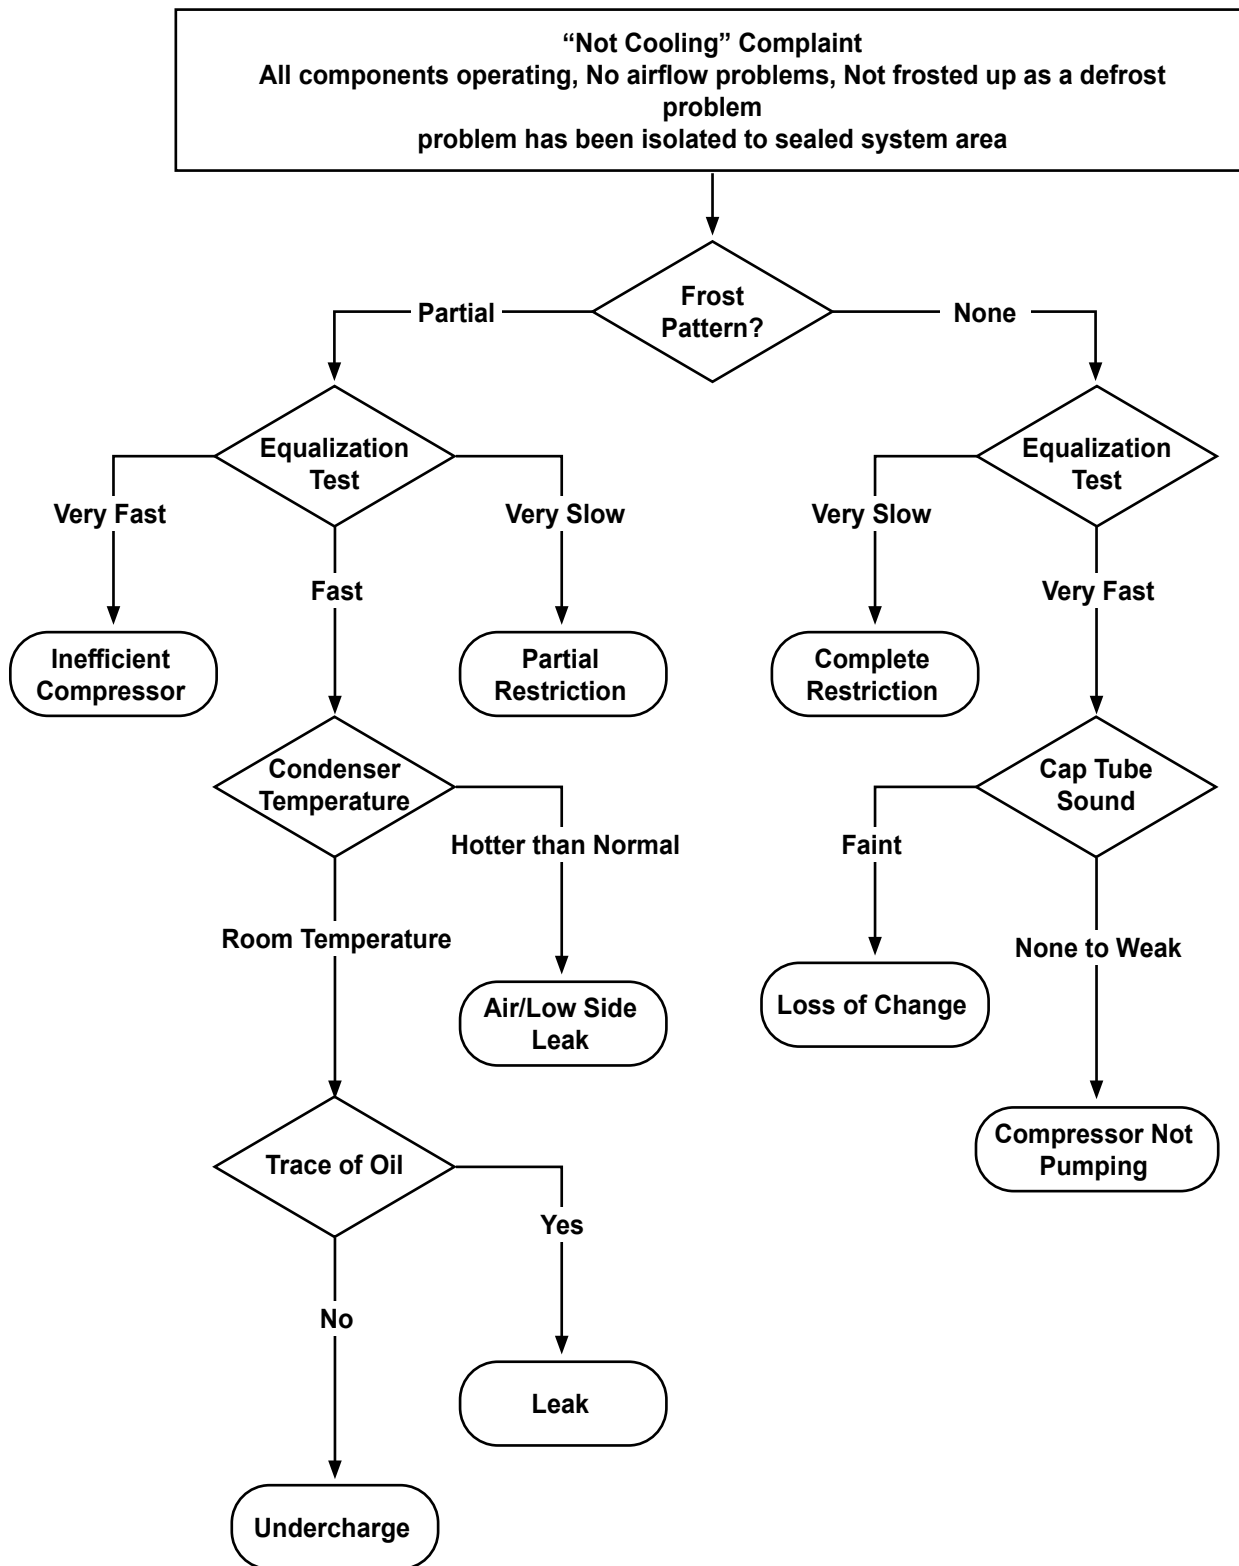 “Not Cooling” Complaint
All components operating, No airflow problems, Not frosted up as a defrost
problem
problem has been isolated to sealed system area
Frost
Pattern?
Partial
None
Equalization
Test
Equalization
Test
Very Fast
Very Slow
Very Slow
Fast
Very Fast
Inefficient
Compressor
Partial
Restriction
Complete
Restriction
Condenser
Temperature
Cap Tube
Sound
Hotter than Normal
Faint
Room Temperature
None to Weak
Air/Low Side
Leak
Loss of Change
Compressor Not
Pumping
Trace of Oil
Yes
No
Leak
Undercharge